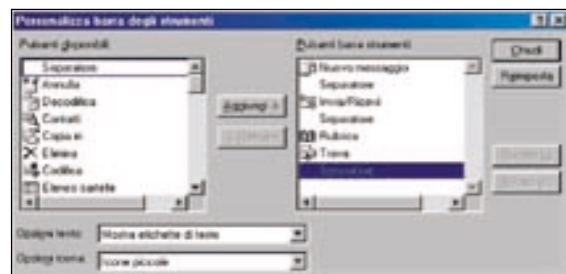 Personalizza barra degli strumenti
Pulsanti disponibili:
Separatore
Annulla
Decodifica
Contatti
Copia in
Elimina
Codifica
Elenco cartelle
Aggiungi ->
Pulsanti barra strumenti:
Nuovo messaggio
Separatore
Invia/Ricevi
Separatore
Rubrica
Trova
Separatore
Chiudi
Reimposta
Opzioni testo:
Mostra etichette di testo
Opzioni icona:
Icone piccole